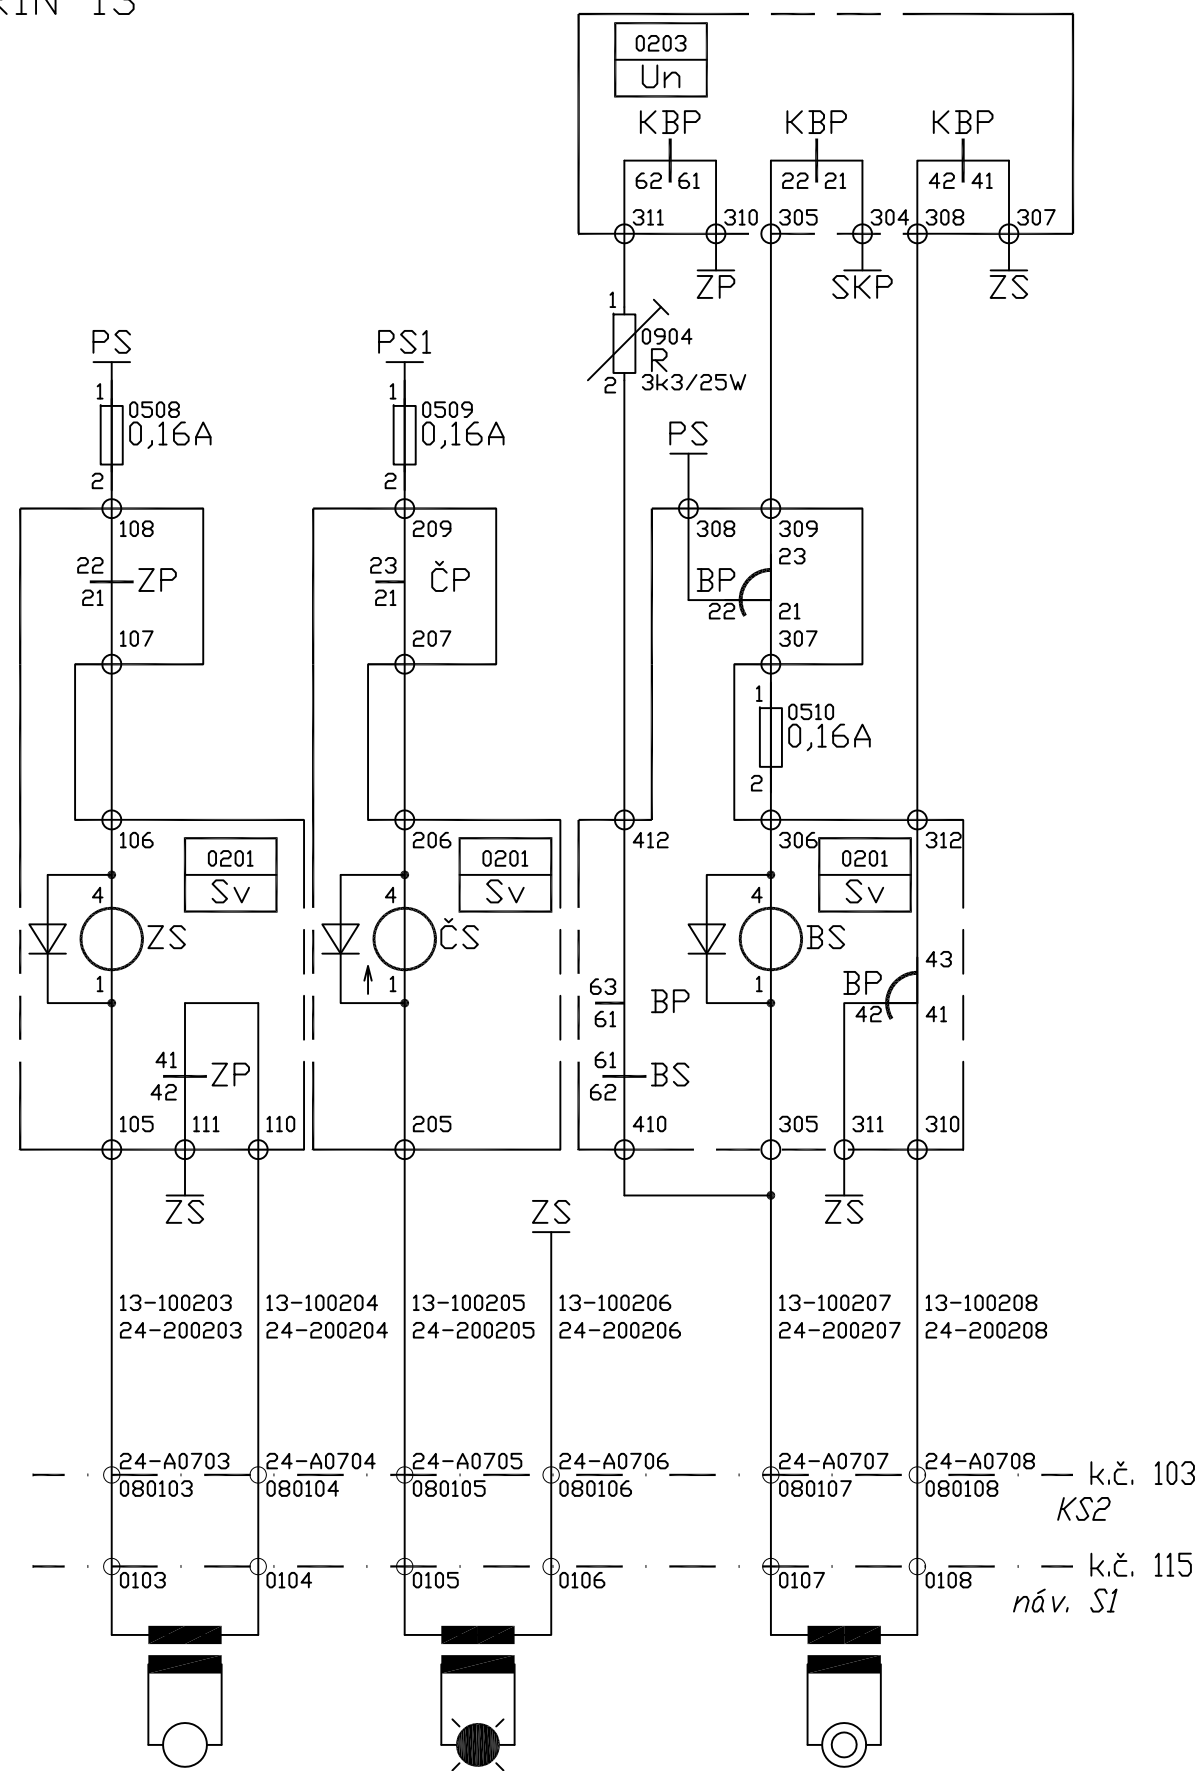 0203
Un
KBP KBP KBP
62 61 22 21 42 41
311 310 305 304 308 307
ZP SKP ZS
1
0904
R
3k3/25W
2
PS PS1
1 1
0508 0509
0,16A 0,16A
2 2
PS
108 209 308 309
22 ZP 23 ČP BP 23
21 21 22 21
107 207 307
1
0510
0,16A
2
106 206 412 306 312
0201 0201 0201
Sv Sv Sv
4 4 4
ZS ČS BS
1 1 1
43
BP
42 41
63 BP
61
41 ZP 61 BS
42 62
105 111 110 205 410 305 311 310
ZS ZS ZS
13-100203 13-100204 13-100205 13-100206 13-100207 13-100208
24-200203 24-200204 24-200205 24-200206 24-200207 24-200208
24-A0703 24-A0704 24-A0705 24-A0706 24-A0707 24-A0708 k.č. 103
080103 080104 080105 080106 080107 080108 KS2
k.č. 115
0103 0104 0105 0106 0107 0108
náv. S1